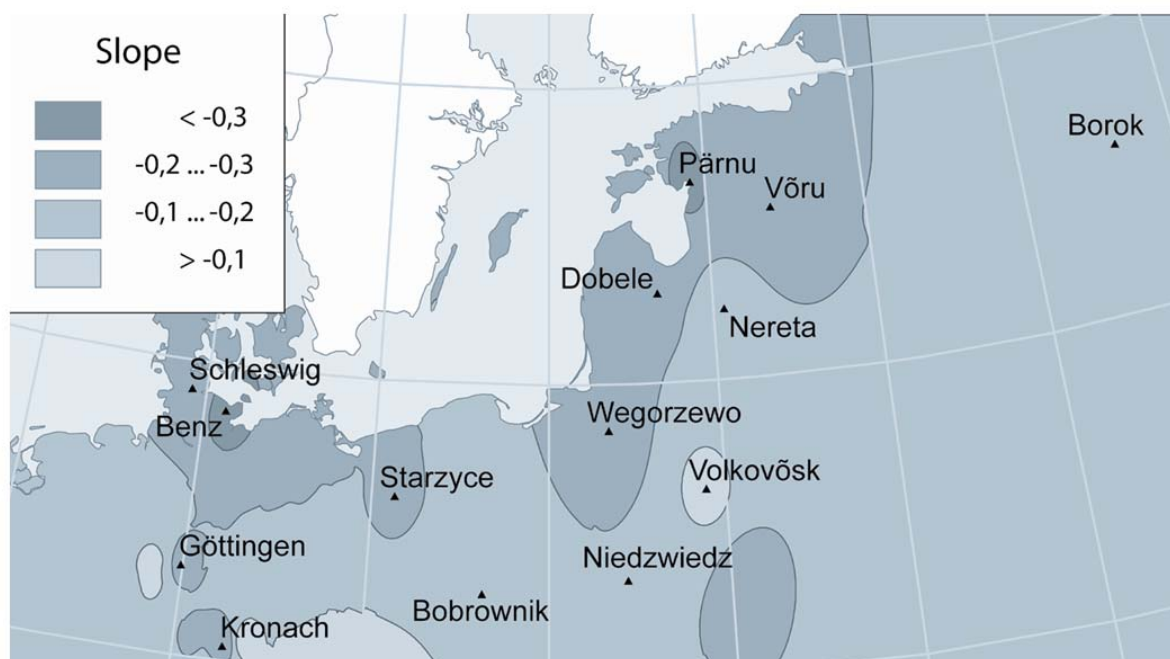 Slope
< -0,3
-0,2 ... -0,3
-0,1 ... -0,2
> -0,1
Borok
Pärnu
Võru
Dobele
Nereta
Schleswig
Benz
Wegorzewo
Starzyce
Volkovõsk
Göttingen
Niedzwiedz
Bobrownik
Kronach